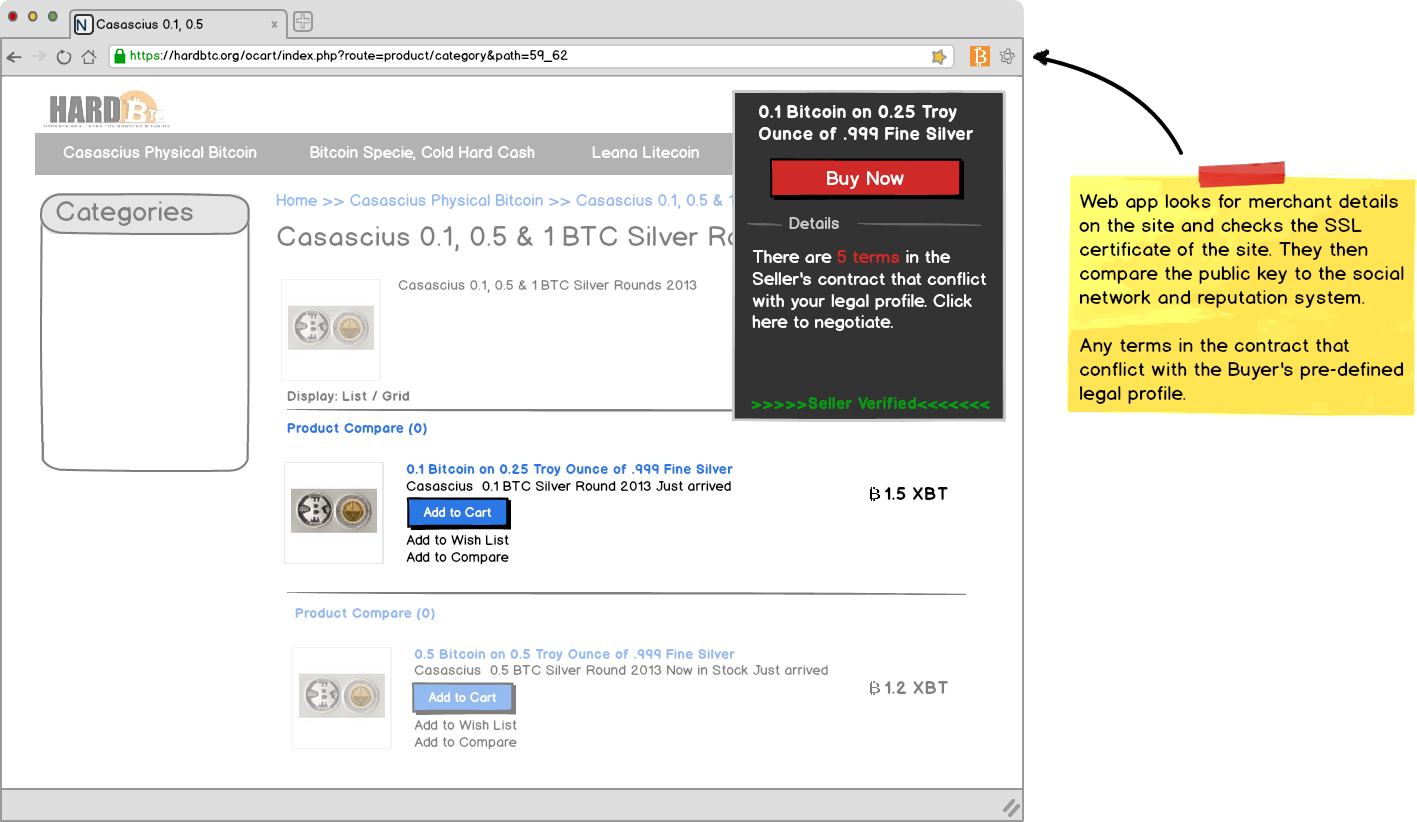 Casascius 0.1, 0.5
x
https://hardbtc.org/ocart/index.php?route=product/category&path=59_62
HARD BTC
Casascius Physical Bitcoin
Bitcoin Specie, Cold Hard Cash
Leana Litecoin
Categories
Home >> Casascius Physical Bitcoin >> Casascius 0.1, 0.5 & 1
Casascius 0.1, 0.5 & 1 BTC Silver Ro
Casascius 0.1, 0.5 & 1 BTC Silver Rounds 2013
Display: List / Grid
Product Compare (0)
0.1 Bitcoin on 0.25 Troy Ounce of .999 Fine Silver
Casascius 0.1 BTC Silver Round 2013 Just arrived
Add to Cart
Add to Wish List
Add to Compare
1.5 XBT
Product Compare (0)
0.5 Bitcoin on 0.5 Troy Ounce of .999 Fine Silver
Casascius 0.5 BTC Silver Round 2013 Now in Stock Just arrived
Add to Cart
Add to Wish List
Add to Compare
1.2 XBT
0.1 Bitcoin on 0.25 Troy
Ounce of .999 Fine Silver
Buy Now
Details
There are 5 terms in the
Seller's contract that conflict
with your legal profile. Click
here to negotiate.
>>>>>Seller Verified<<<<<<<
Web app looks for merchant details
on the site and checks the SSL
certificate of the site. They then
compare the public key to the social
network and reputation system.
Any terms in the contract that
conflict with the Buyer's pre-defined
legal profile.